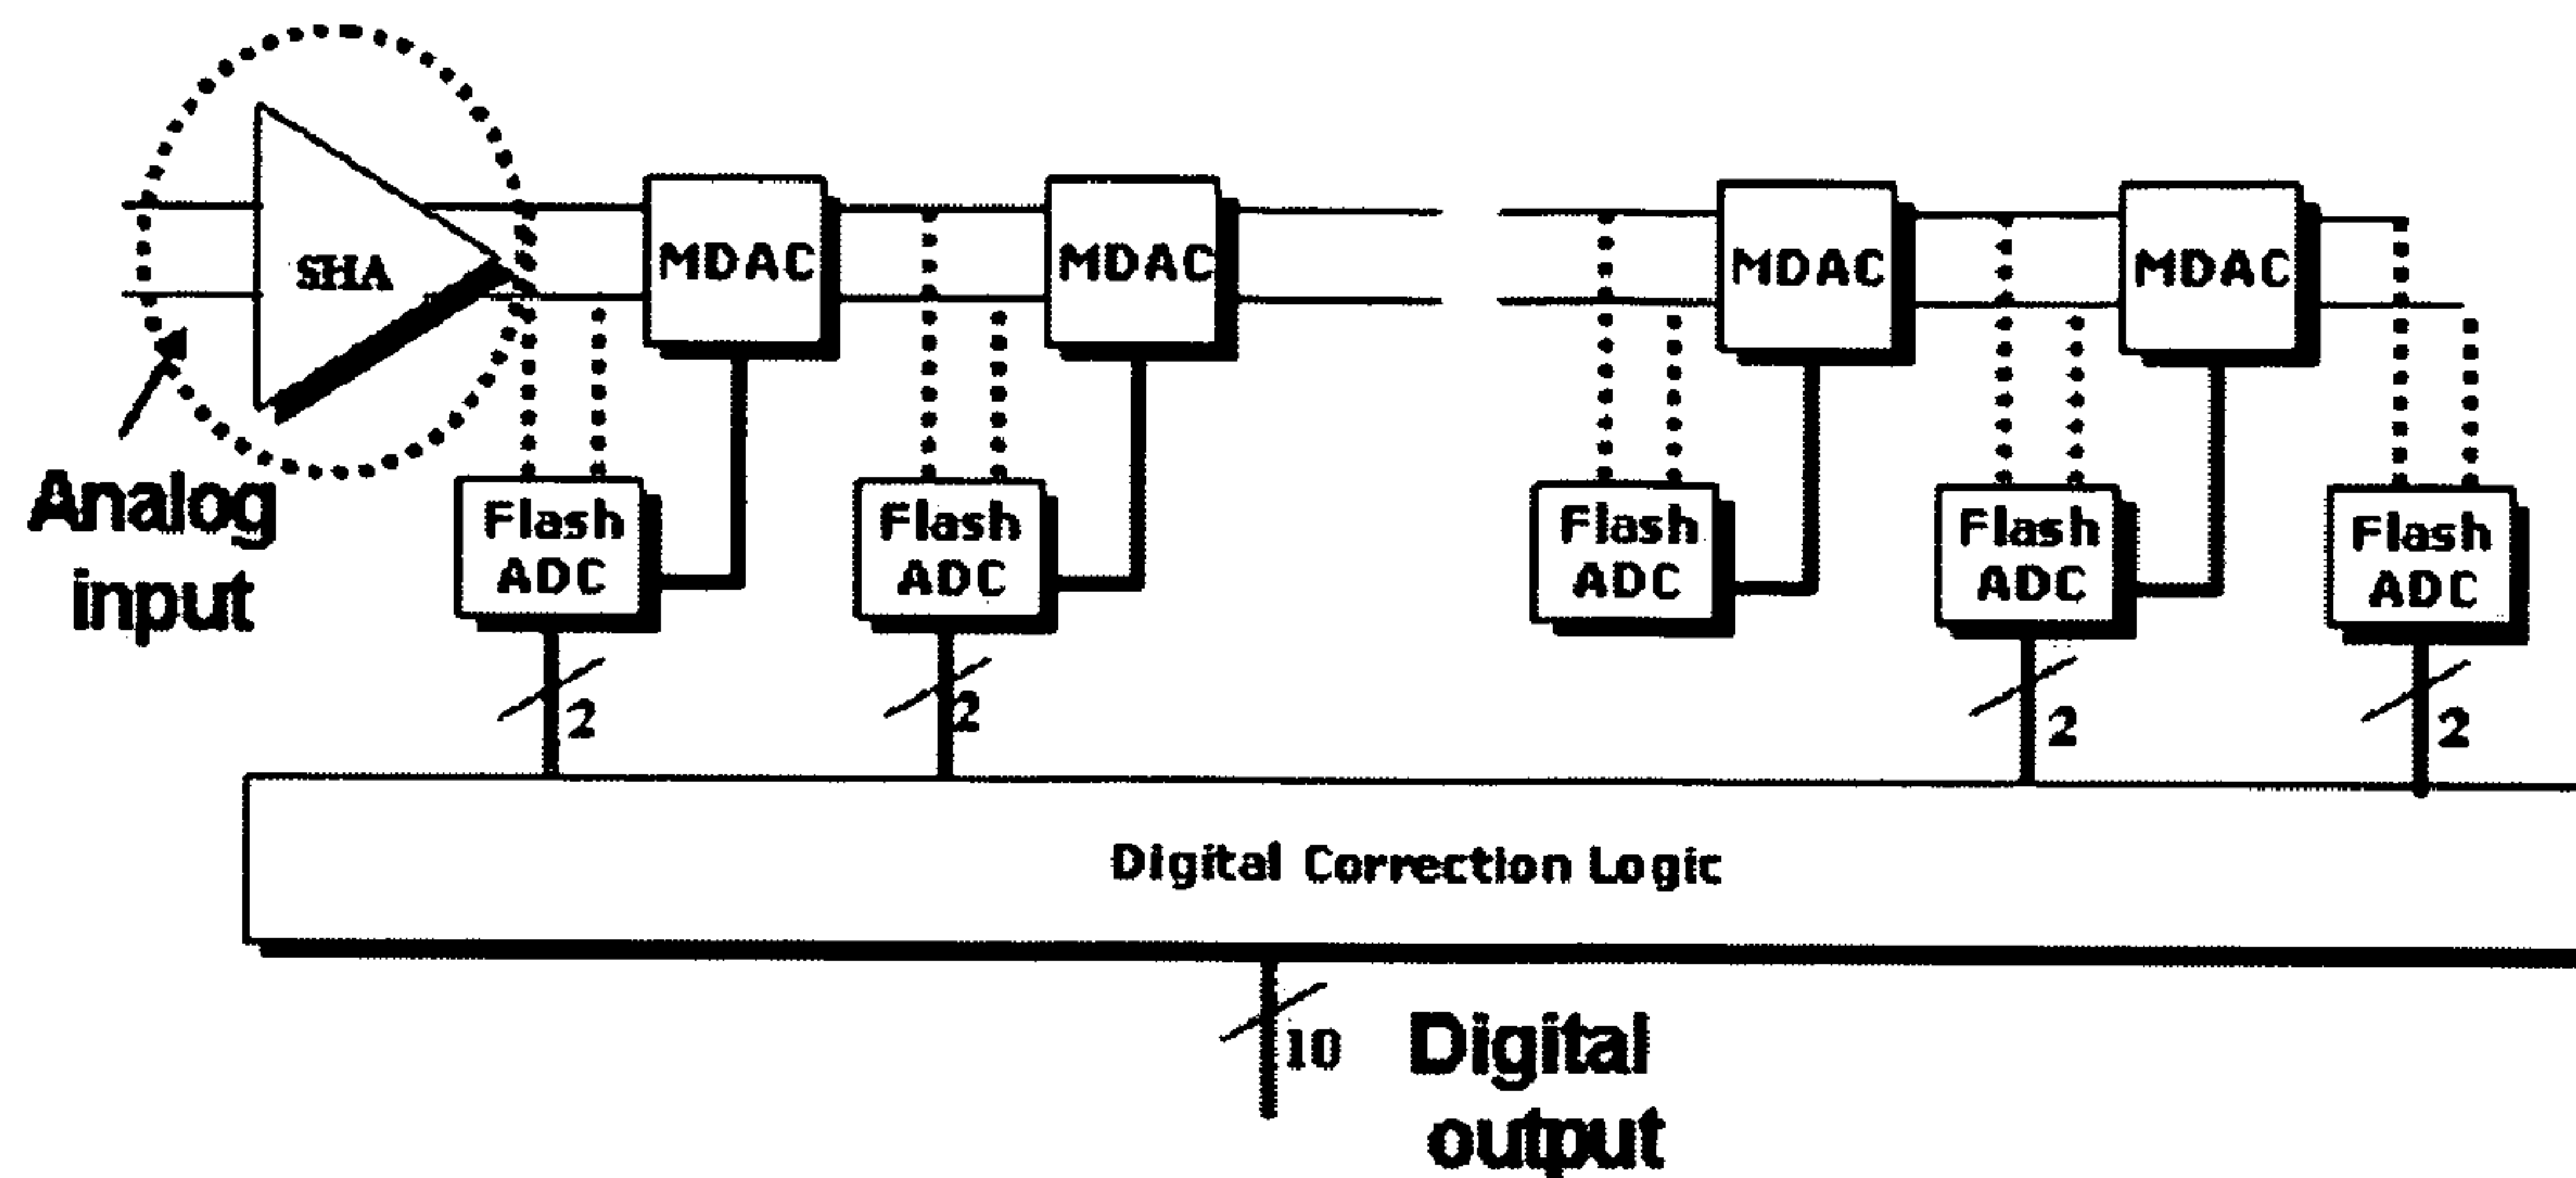 SHA
MDAC
MDAC
MDAC
MDAC
Analog
input
Flash
ADC
Flash
ADC
Flash
ADC
Flash
ADC
Flash
ADC
2
2
2
2
Digital Correction Logic
10
Digital
output